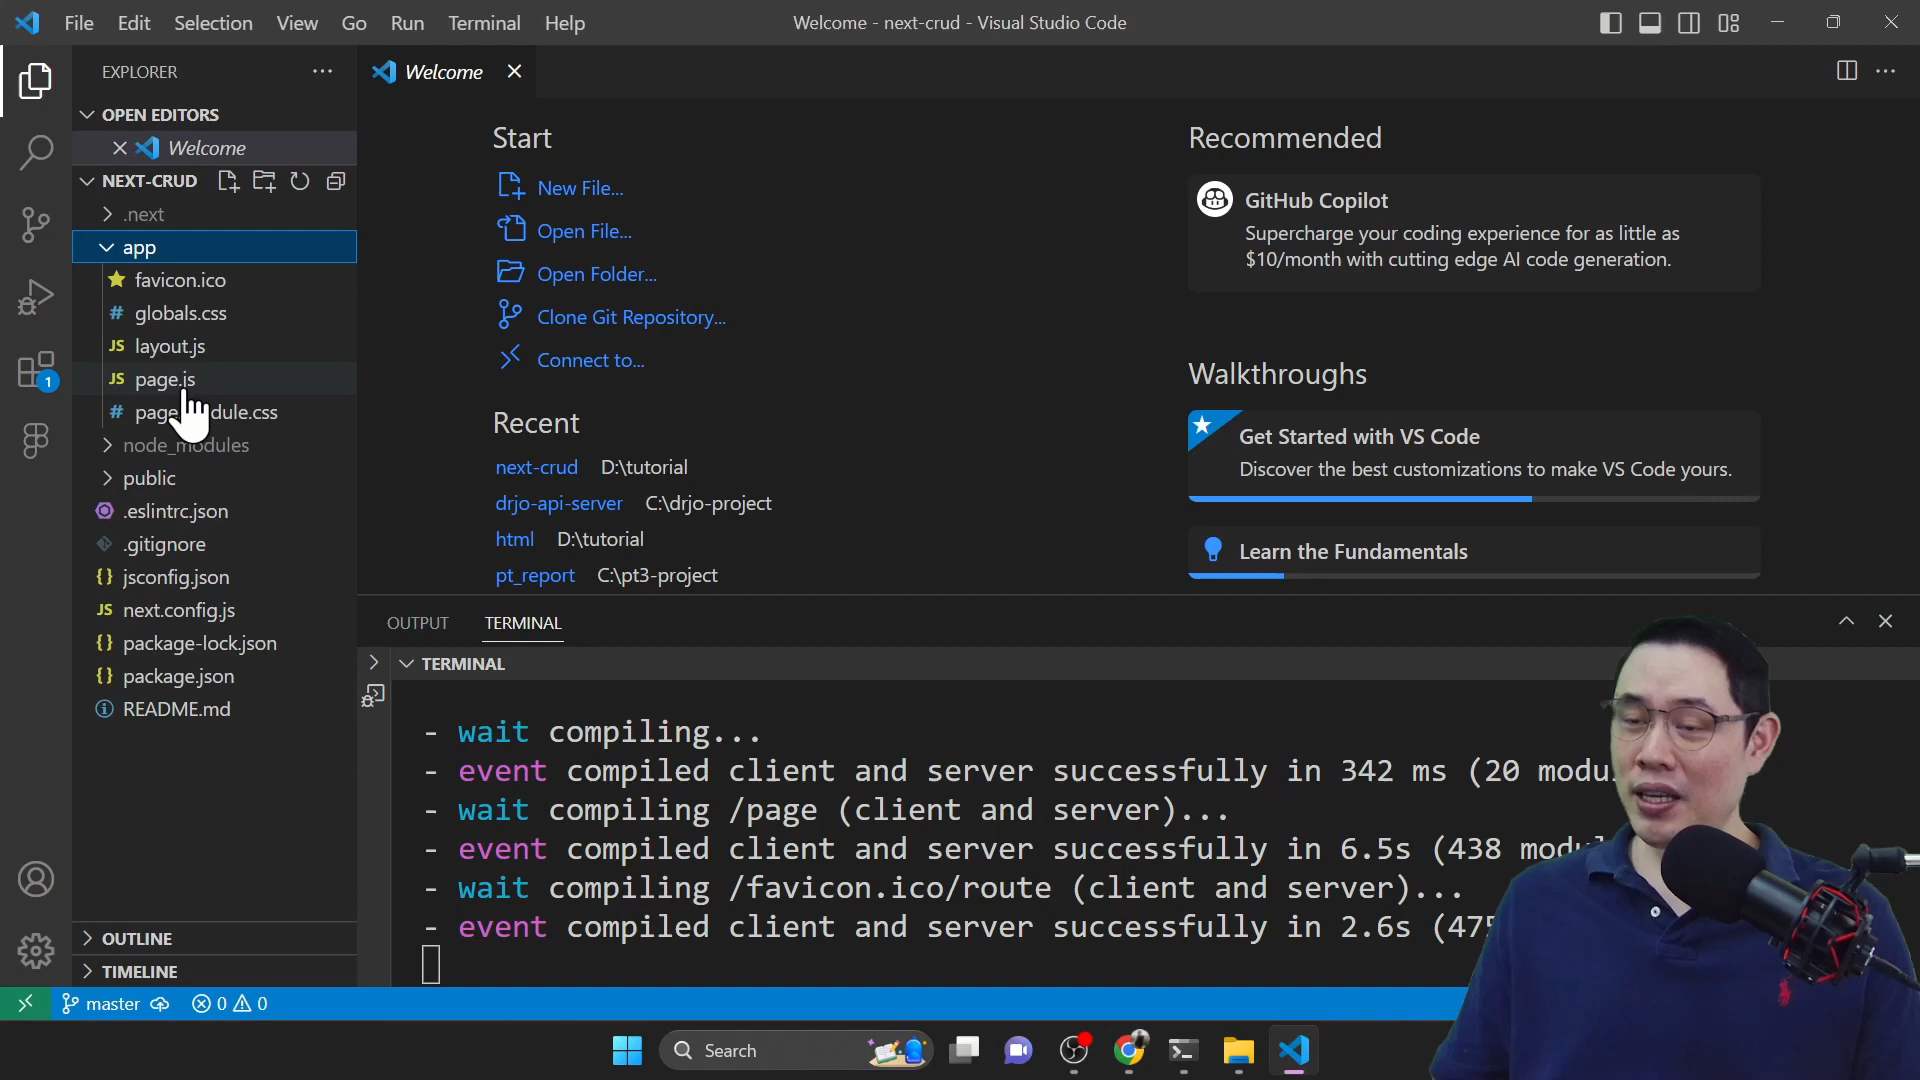 File Edit Selection View Go Run Terminal Help
Welcome - next-crud - Visual Studio Code
EXPLORER
OPEN EDITORS
Welcome
NEXT-CRUD
.next
app
favicon.ico
globals.css
layout.js
page.js
node_modules
public
.eslintrc.json
.gitignore
jsconfig.json
next.config.js
package-lock.json
package.json
README.md
OUTLINE
TIMELINE
1
Welcome
Start
New File...
Open File...
Open Folder...
Clone Git Repository...
Connect to...
Recent
next-crud D:\tutorial
drjo-api-server C:\drjo-project
html D:\tutorial
pt_report C:\pt3-project
Recommended
GitHub Copilot
Supercharge your coding experience for as little as
$10/month with cutting edge AI code generation.
Walkthroughs
Get Started with VS Code
Discover the best customizations to make VS Code yours.
Learn the Fundamentals
OUTPUT TERMINAL
TERMINAL
- wait compiling...
- event compiled client and server successfully in 342 ms (20
- wait compiling /page (client and server)...
- event compiled client and server successfully in 6.5s (438
- wait compiling /favicon.ico/route (client and server)...
- event compiled client and server successfully in 2.6s
master 0 0
Search